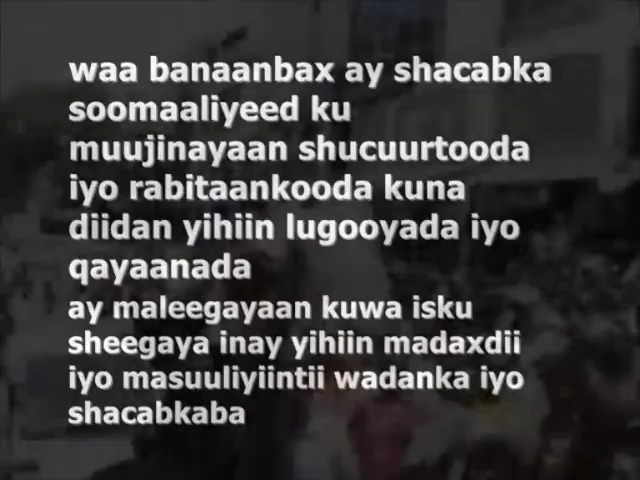 waa banaanbax ay shacabka
soomaaliyeed ku
muujinayaan shucuurtooda
iyo rabitaankooda kuna
diidan yihiin lugooyada iyo
qayaanada
ay maleegayaan kuwa isku
sheegaya inay yihiin madaxdii
iyo masuuliyiintii wadanka iyo
shacabkaba